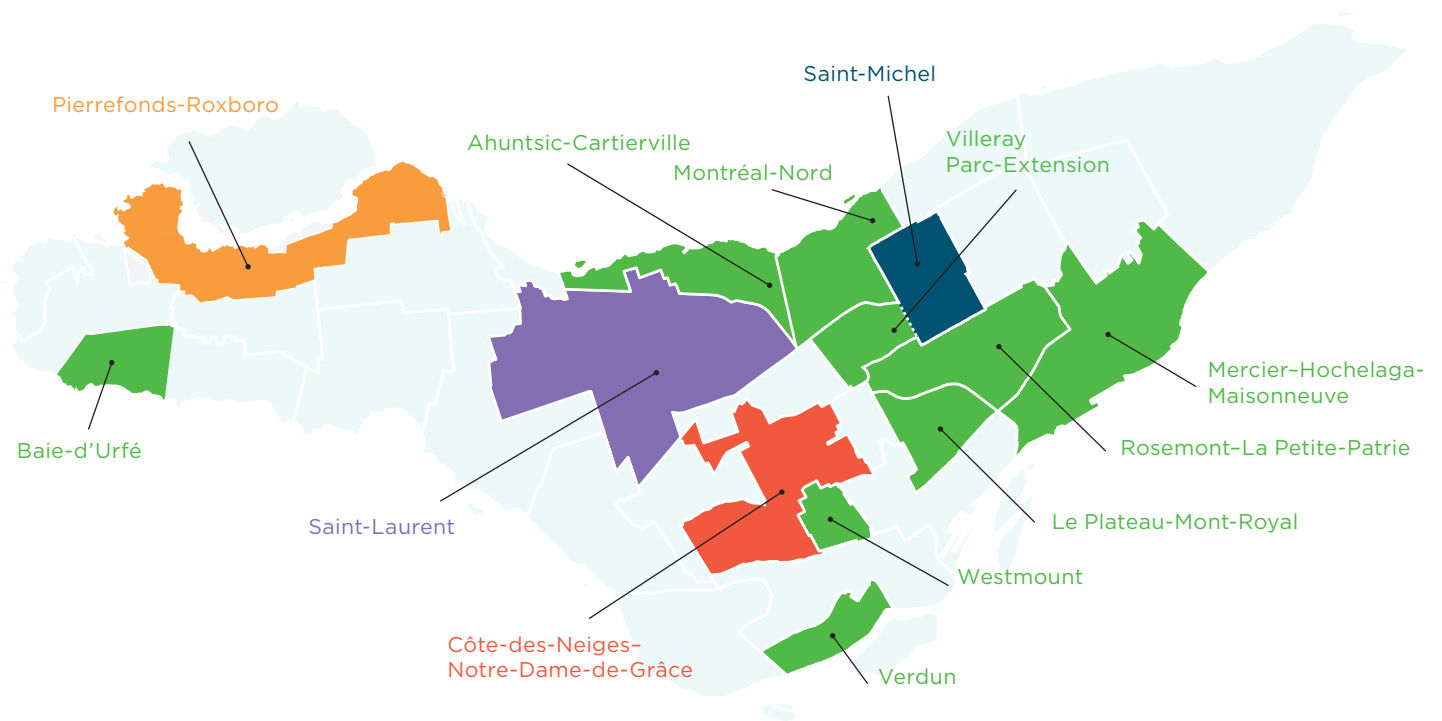 Saint-Michel
Pierrefonds-Roxboro
Ahuntsic-Cartierville
Villeray
Parc-Extension
Montréal-Nord
Mercier–Hochelaga-
Maisonneuve
Baie-d’Urfé
Rosemont–La Petite-Patrie
Saint-Laurent
Le Plateau-Mont-Royal
Westmount
Côte-des-Neiges–
Notre-Dame-de-Grâce
Verdun